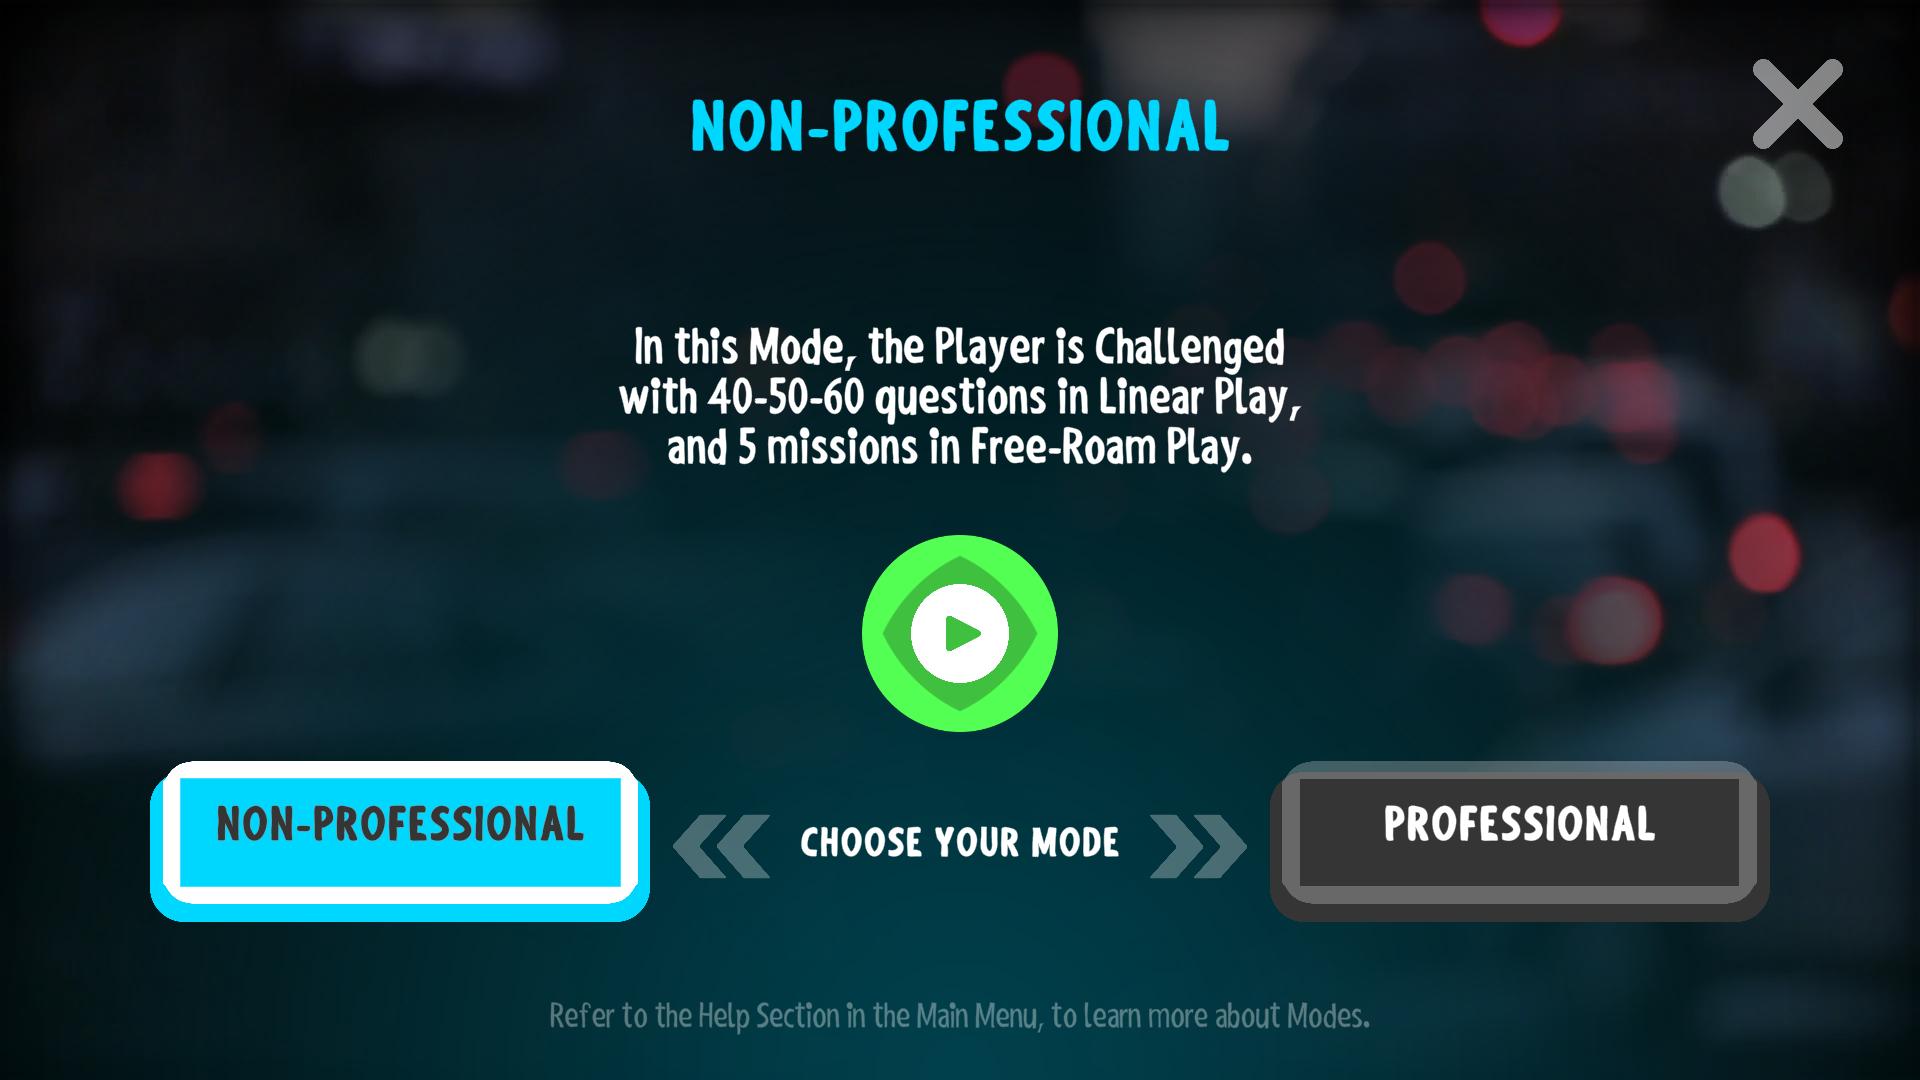 NON-PROFESSIONAL
In this Mode, the Player is Challenged
with 40-50-60 questions in Linear Play,
and 5 missions in Free-Roam Play.
NON-PROFESSIONAL
CHOOSE YOUR MODE
PROFESSIONAL
Refer to the Help Section in the Main Menu, to learn more about Modes.